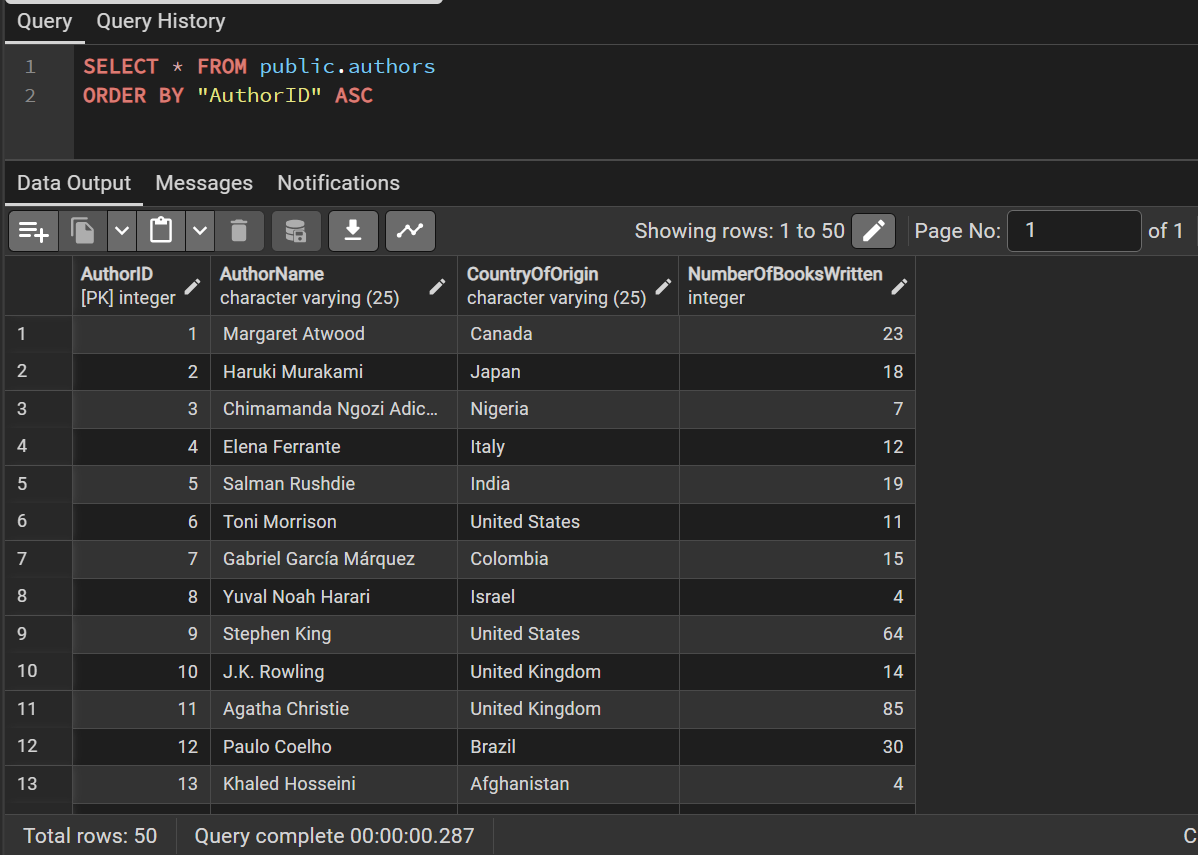 Query Query History
1 SELECT * FROM public.authors
2 ORDER BY "AuthorID" ASC
Data Output Messages Notifications
Showing rows: 1 to 50 Page No: 1 of 1
AuthorID AuthorName CountryOfOrigin NumberOfBooksWritten
[PK] integer character varying (25) character varying (25) integer
1 1 Margaret Atwood Canada 23
2 2 Haruki Murakami Japan 18
3 3 Chimamanda Ngozi Adic... Nigeria 7
4 4 Elena Ferrante Italy 12
5 5 Salman Rushdie India 19
6 6 Toni Morrison United States 11
7 7 Gabriel García Márquez Colombia 15
8 8 Yuval Noah Harari Israel 4
9 9 Stephen King United States 64
10 10 J.K. Rowling United Kingdom 14
11 11 Agatha Christie United Kingdom 85
12 12 Paulo Coelho Brazil 30
13 13 Khaled Hosseini Afghanistan 4
Total rows: 50 Query complete 00:00:00.287 C